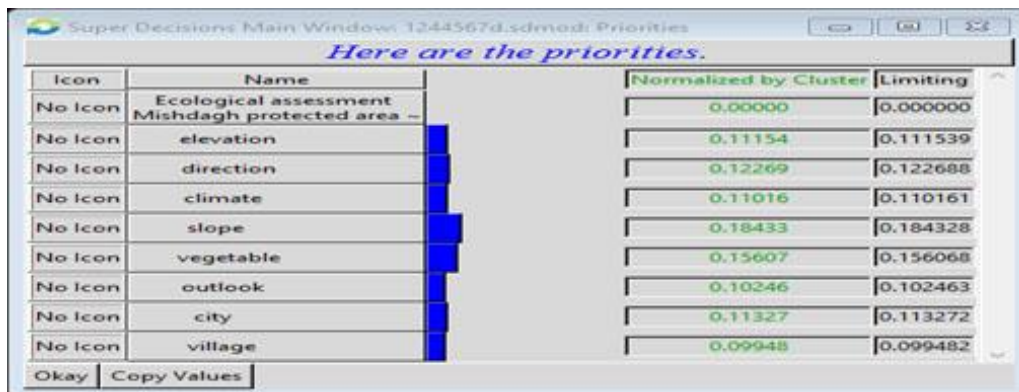 Super Decisions Main Window: 1244567d.sdmod: Priorities
Here are the priorities.
Icon Name Normalized by Cluster Limiting
No Icon Ecological assessment
Mishdagh protected area ~ 0.00000 0.000000
No Icon elevation 0.11154 0.111539
No Icon direction 0.12269 0.122688
No Icon climate 0.11016 0.110161
No Icon slope 0.18433 0.184328
No Icon vegetable 0.15607 0.156068
No Icon outlook 0.10246 0.102463
No Icon city 0.11327 0.113272
No Icon village 0.09948 0.099482
Okay Copy Values